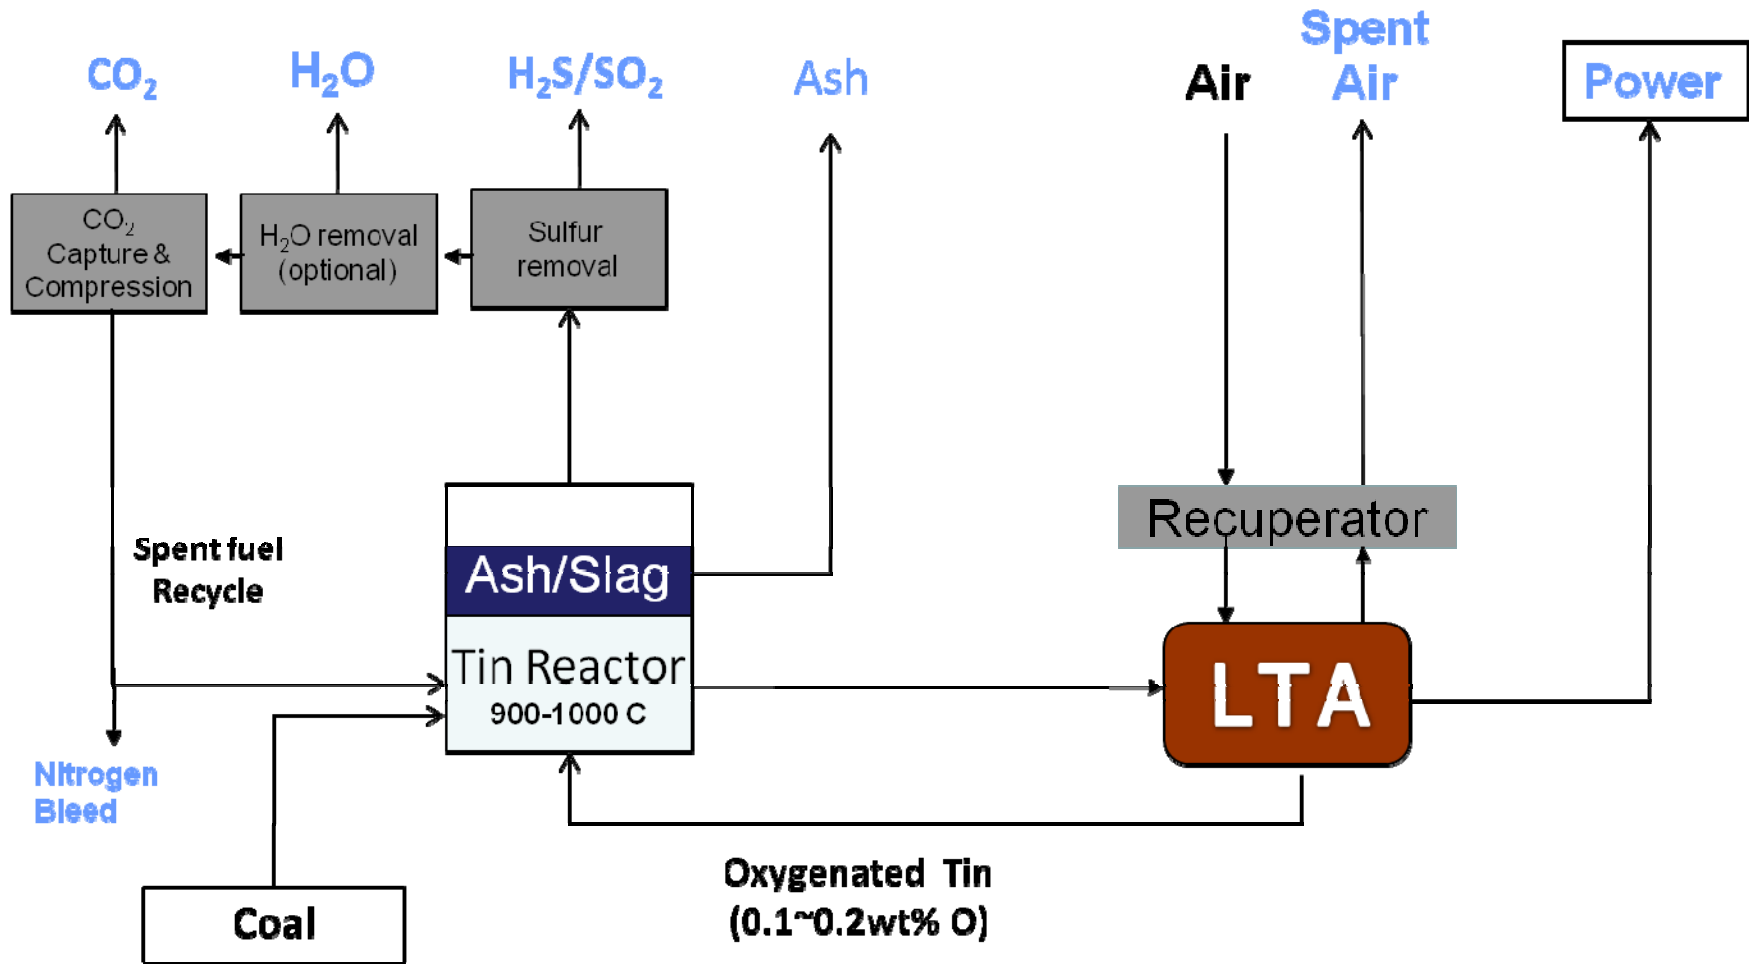 CO₂
H₂O
H₂S/SO₂
Ash
Air
Spent
Air
Power
CO₂
Capture &
Compression
H₂O removal
(optional)
Sulfur
removal
Recuperator
Spent fuel
Recycle
Ash/Slag
Tin Reactor
900-1000 C
LTA
Nitrogen
Bleed
Coal
Oxygenated Tin
(0.1~0.2wt% O)